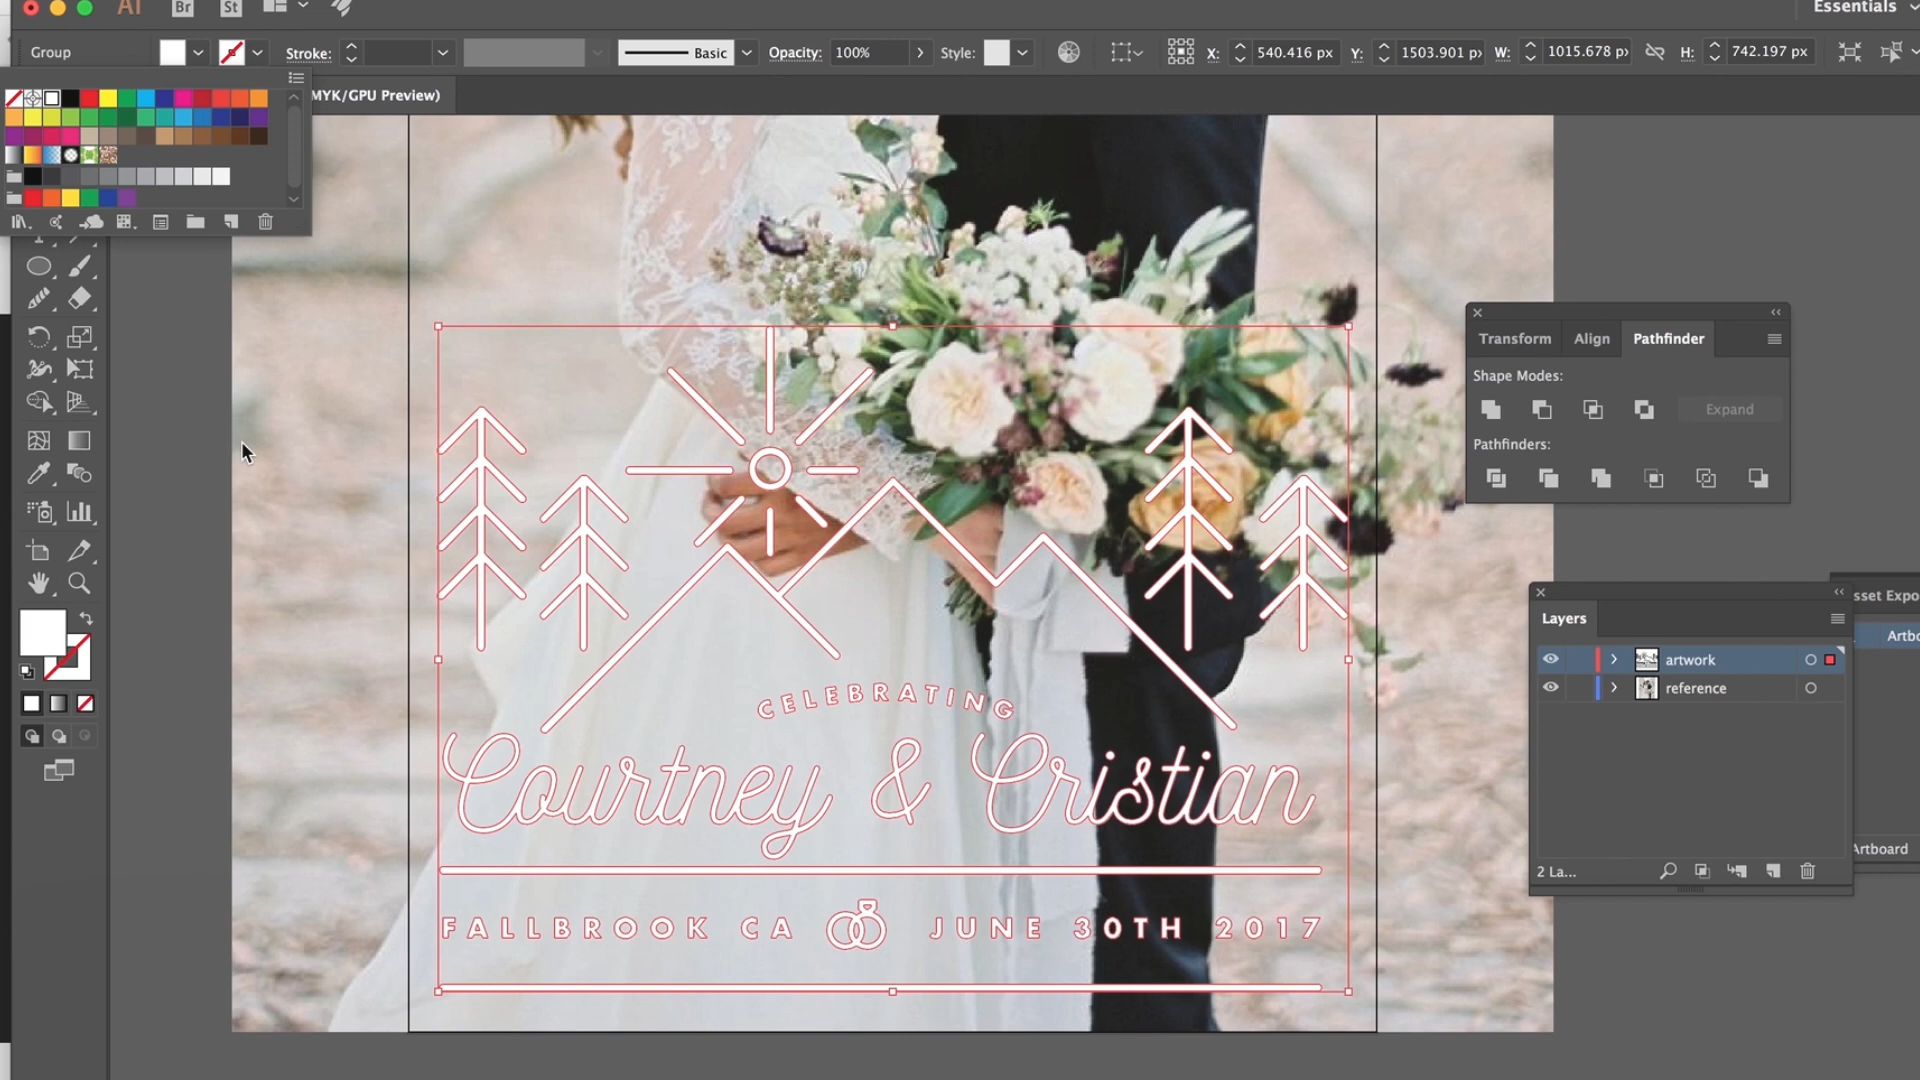 Ai Br St Essentials
Group Stroke: Basic Opacity: 100% Style: X: 540.416 px Y: 1503.901 px W: 1015.678 px H: 742.197 px
MYK/GPU Preview)
Transform Align Pathfinder
Shape Modes:
Expand
Pathfinders:
Layers
asset Expo
artwork
Artbo
reference
CELEBRATING
Courtney & Cristian
FALLBROOK CA JUNE 30TH 2017
Artboard
2 La...